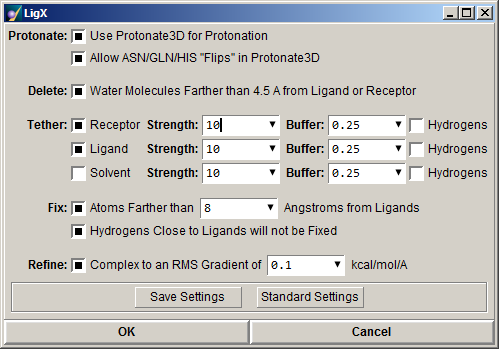 LigX
Protonate: Use Protonate3D for Protonation
Allow ASN/GLN/HIS "Flips" in Protonate3D
Delete: Water Molecules Farther than 4.5 A from Ligand or Receptor
Tether: Receptor Strength: 10 Buffer: 0.25 Hydrogens
Ligand Strength: 10 Buffer: 0.25 Hydrogens
Solvent Strength: 10 Buffer: 0.25 Hydrogens
Fix: Atoms Farther than 8 Angstroms from Ligands
Hydrogens Close to Ligands will not be Fixed
Refine: Complex to an RMS Gradient of 0.1 kcal/mol/A
Save Settings Standard Settings
OK Cancel